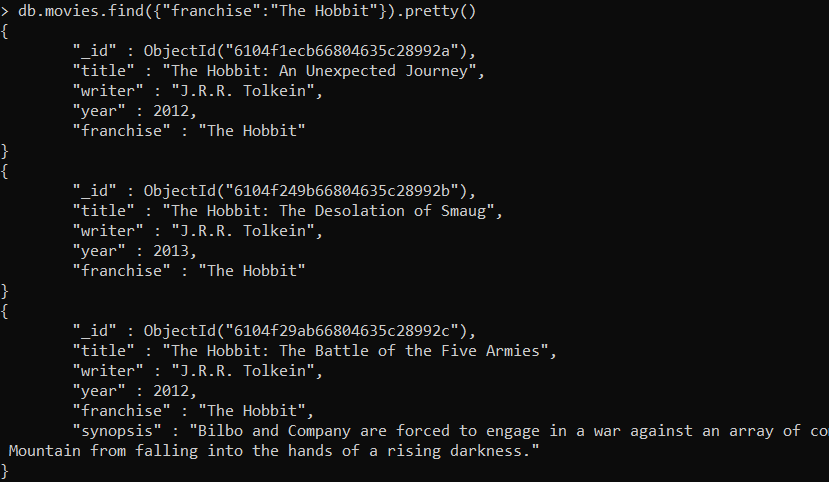 > db.movies.find({"franchise":"The Hobbit"}).pretty()
{
        "_id" : ObjectId("6104f1ecb66804635c28992a"),
        "title" : "The Hobbit: An Unexpected Journey",
        "writer" : "J.R.R. Tolkein",
        "year" : 2012,
        "franchise" : "The Hobbit"
}
{
        "_id" : ObjectId("6104f249b66804635c28992b"),
        "title" : "The Hobbit: The Desolation of Smaug",
        "writer" : "J.R.R. Tolkein",
        "year" : 2013,
        "franchise" : "The Hobbit"
}
{
        "_id" : ObjectId("6104f29ab66804635c28992c"),
        "title" : "The Hobbit: The Battle of the Five Armies",
        "writer" : "J.R.R. Tolkein",
        "year" : 2012,
        "franchise" : "The Hobbit",
        "synopsis" : "Bilbo and Company are forced to engage in a war against an array of
 Mountain from falling into the hands of a rising darkness."
}